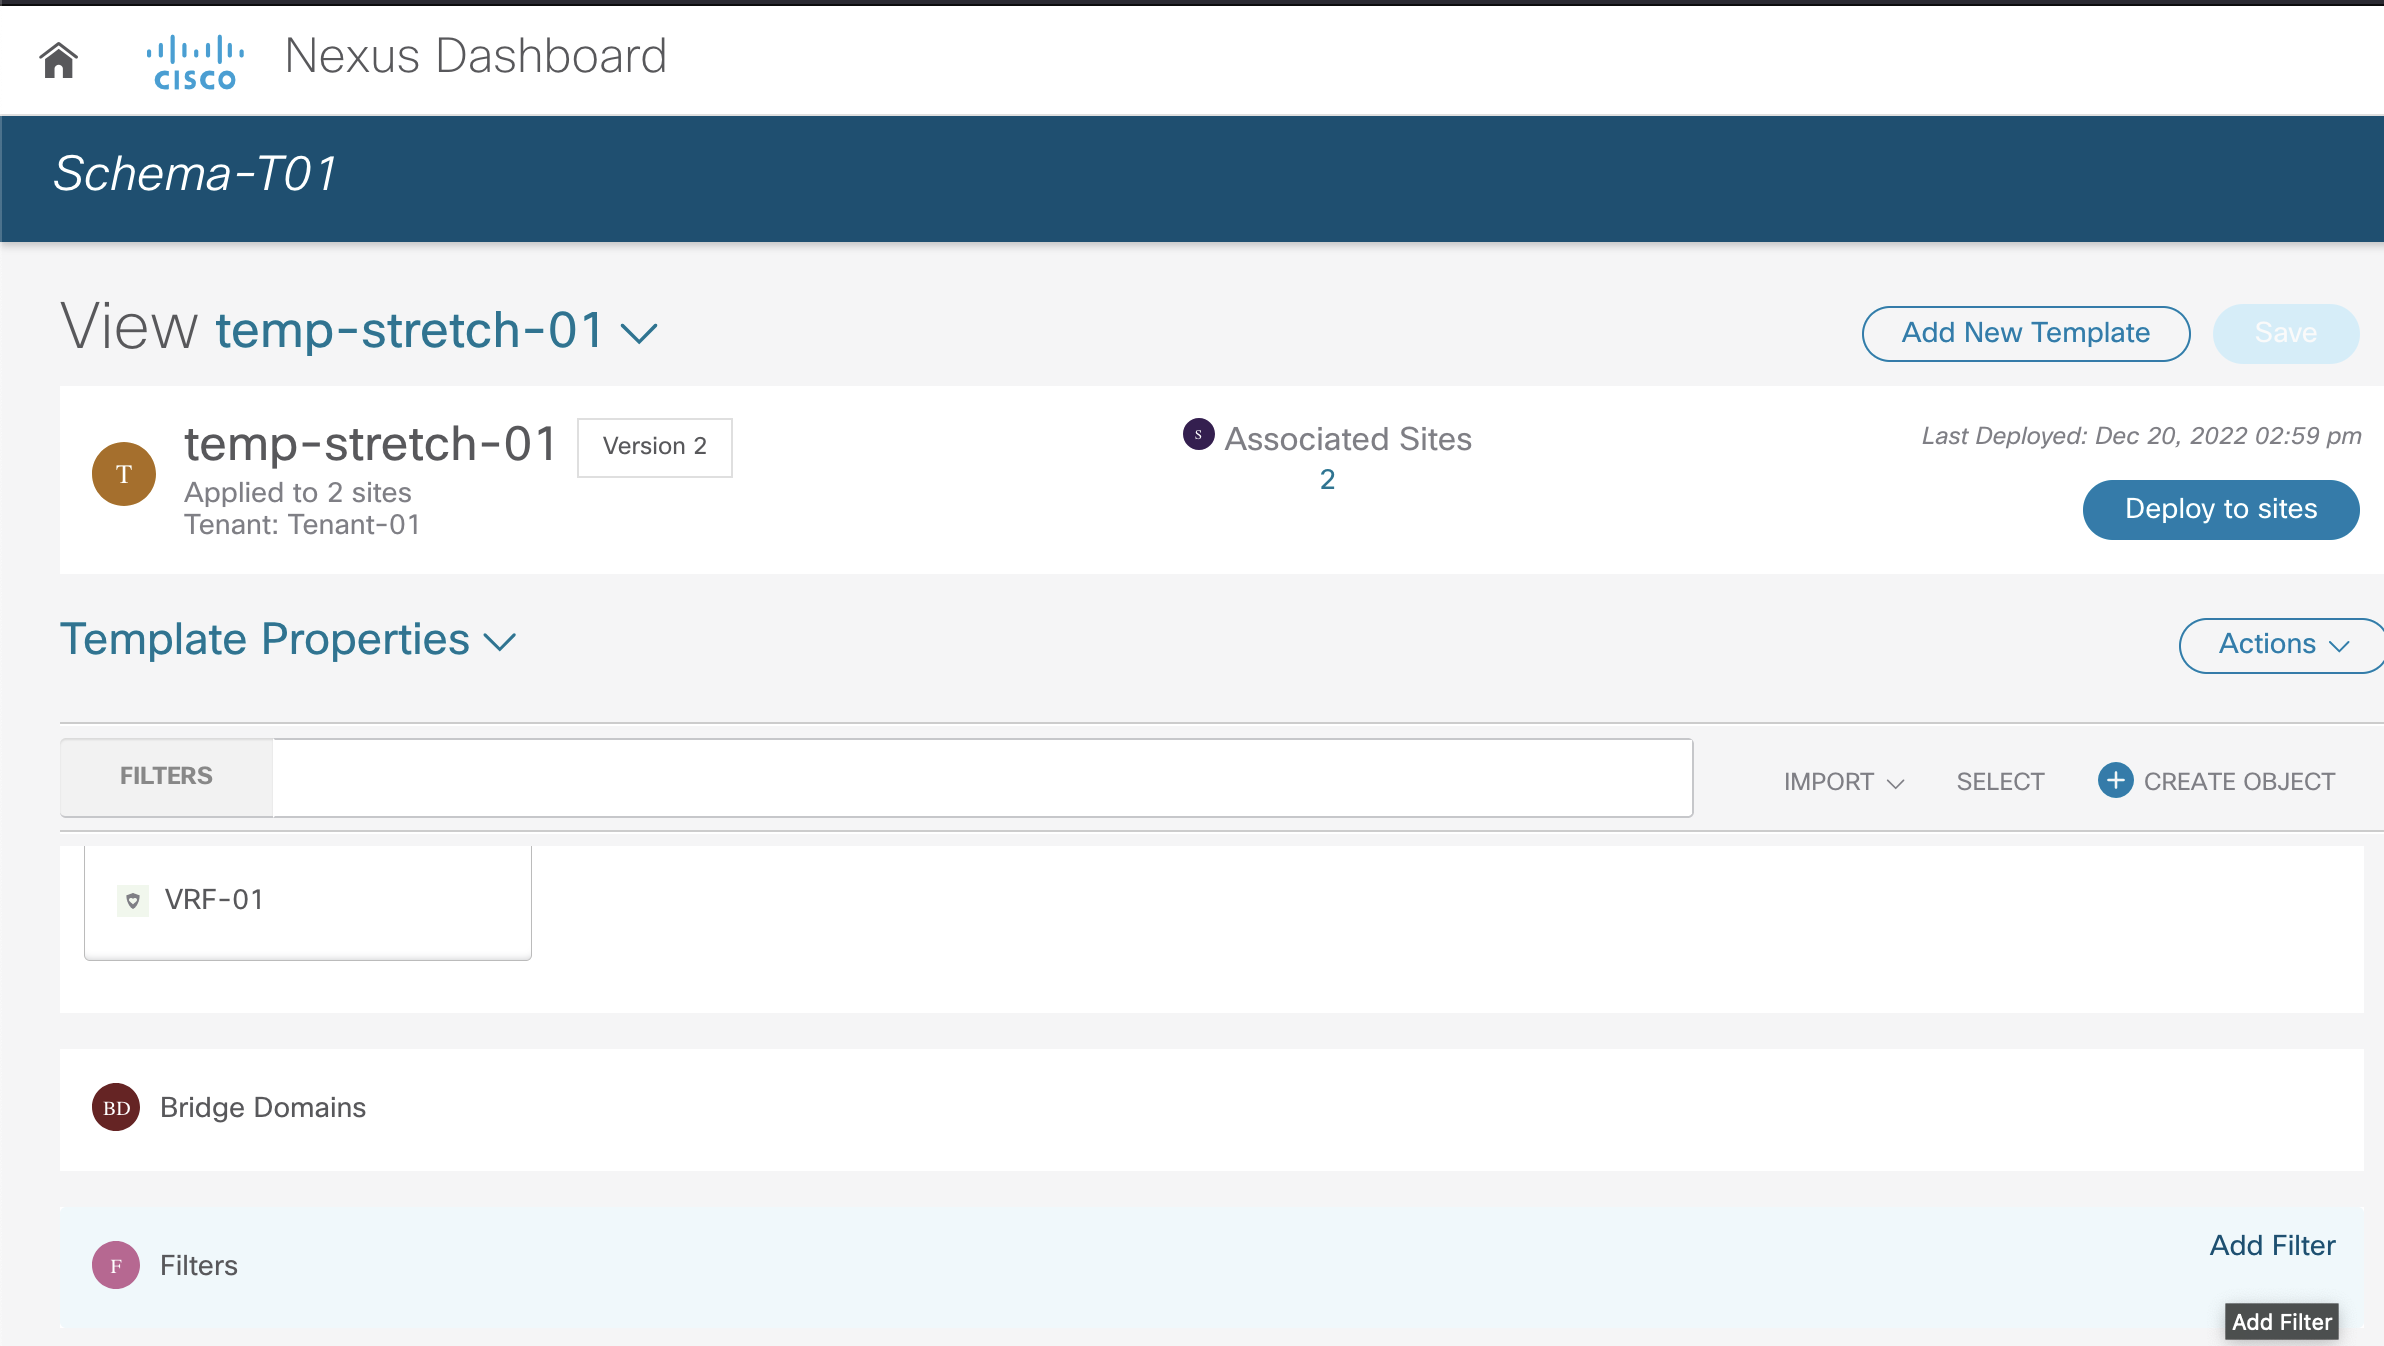 CISCO
Nexus Dashboard
Schema-T01
View temp-stretch-01
Add New Template
Save
T
temp-stretch-01
Version 2
Applied to 2 sites
Tenant: Tenant-01
S
Associated Sites
2
Last Deployed: Dec 20, 2022 02:59 pm
Deploy to sites
Template Properties
Actions
FILTERS
IMPORT
SELECT
CREATE OBJECT
VRF-01
BD
Bridge Domains
F
Filters
Add Filter
Add Filter